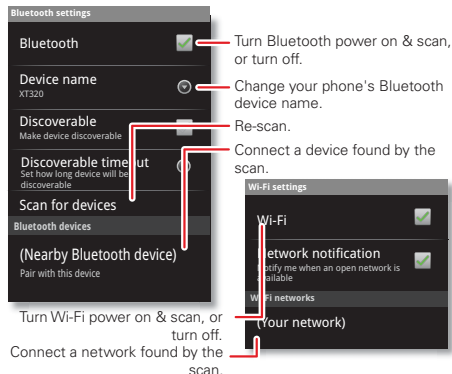 Bluetooth settings
Bluetooth
Device name
XT320
Discoverable
Make device discoverable
Discoverable timeout
Set how long device will be
discoverable
Scan for devices
Bluetooth devices
(Nearby Bluetooth device)
Pair with this device
Turn Bluetooth power on & scan,
or turn off.
Change your phone's Bluetooth
device name.
Re-scan.
Connect a device found by the
scan.
Wi-Fi settings
Wi-Fi
Network notification
Notify me when an open network is
available
Wi-Fi networks
(Your network)
Turn Wi-Fi power on & scan, or
turn off.
Connect a network found by the
scan.